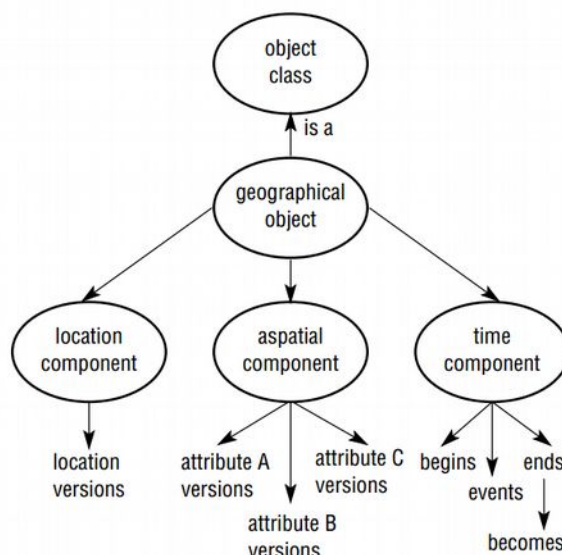 object
class
is a
geographical
object
location
component
aspatial
component
time
component
location
versions
attribute A
versions
attribute B
versions
attribute C
versions
begins
events
ends
becomes